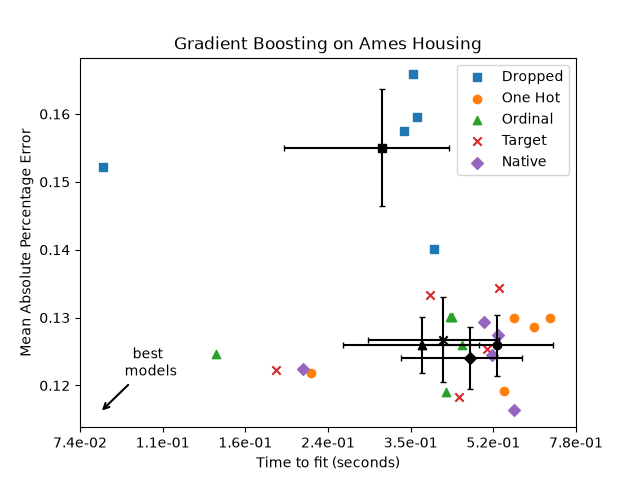 Gradient Boosting on Ames Housing
Mean Absolute Percentage Error
0.16
0.15
0.14
0.13
0.12
Dropped
One Hot
Ordinal
Target
Native
best
models
7.4e-02 1.1e-01 1.6e-01 2.4e-01 3.5e-01 5.2e-01 7.8e-01
Time to fit (seconds)